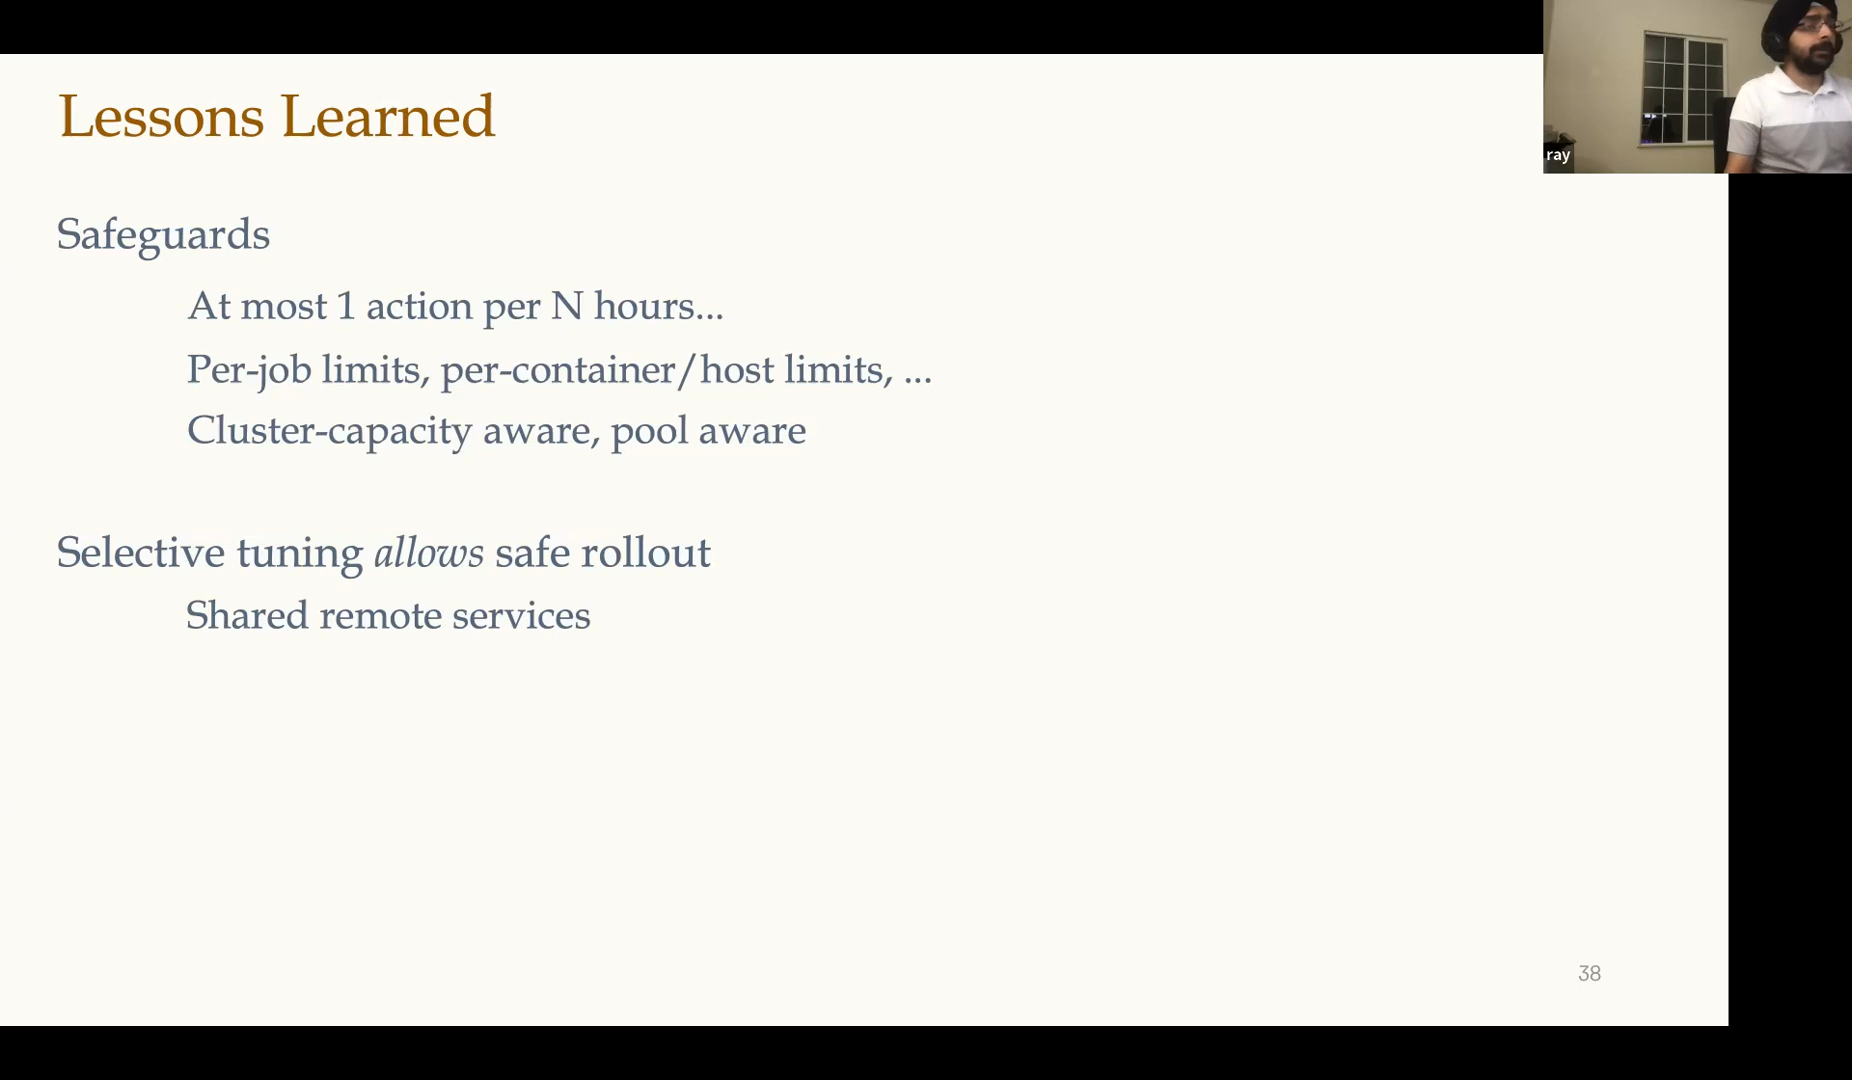 Lessons Learned
ray
Safeguards
At most 1 action per N hours...
Per-job limits, per-container/host limits, ...
Cluster-capacity aware, pool aware
Selective tuning allows safe rollout
Shared remote services
38